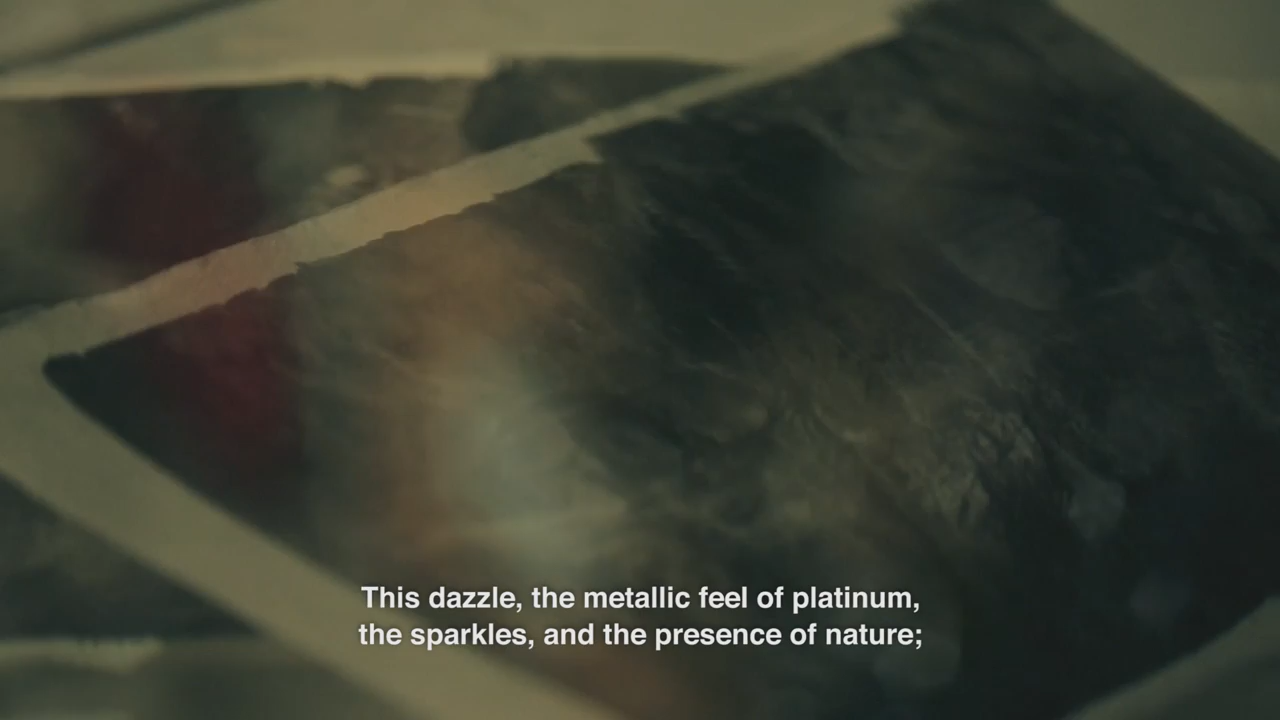 This dazzle, the metallic feel of platinum,
the sparkles, and the presence of nature;